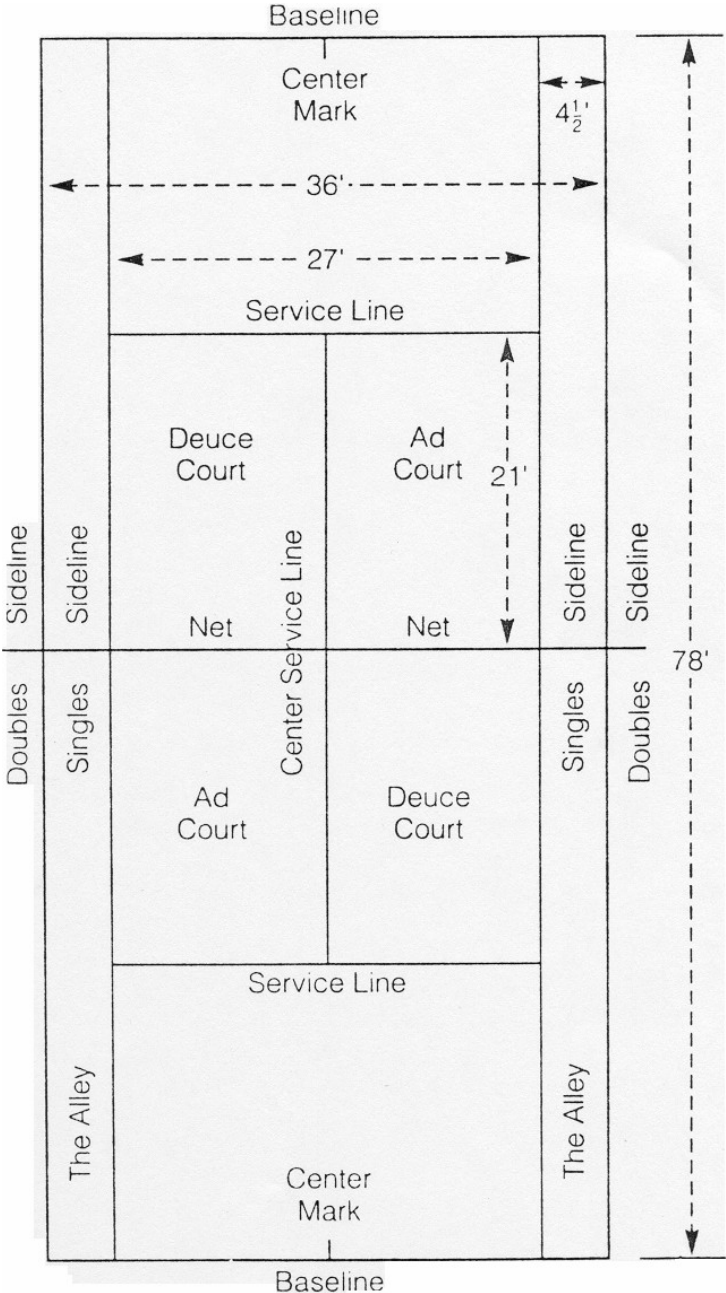 Baseline
Center
Mark
4½'
36'
27'
Service Line
Deuce
Court
Ad
Court
21'
Sideline
Sideline
Sideline
Sideline
Net
Net
Center Service Line
78'
Doubles
Singles
Singles
Doubles
Ad
Court
Deuce
Court
Service Line
The Alley
The Alley
Center
Mark
Baseline